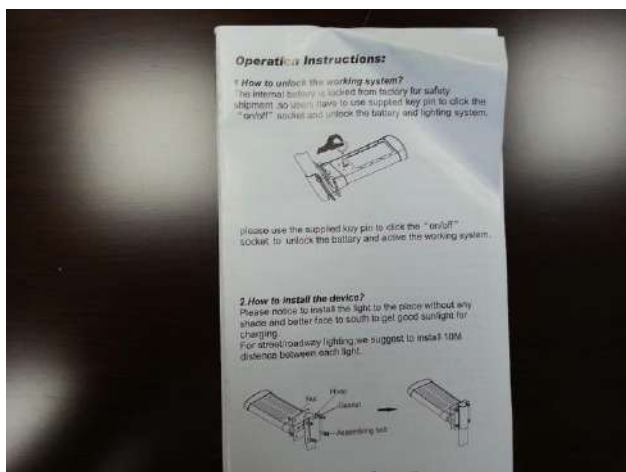 Operation Instructions:
1 How to unlock the working system?
The internal battery is locked from factory for safety
shipment ,so users have to use supplied key pin to click the
"on/off" socket and unlock the battery and lighting system.
please use the supplied key pin to click the "on/off"
socket to unlock the battary and active the working system.
2.How to install the device?
Please notice to install the light to the place without any
shade and better face to south to get good sunlight for
charging.
For street/roadway lighting,we suggest to install 10M
distence between each light.
Nut
Gasket
Assembling bolt